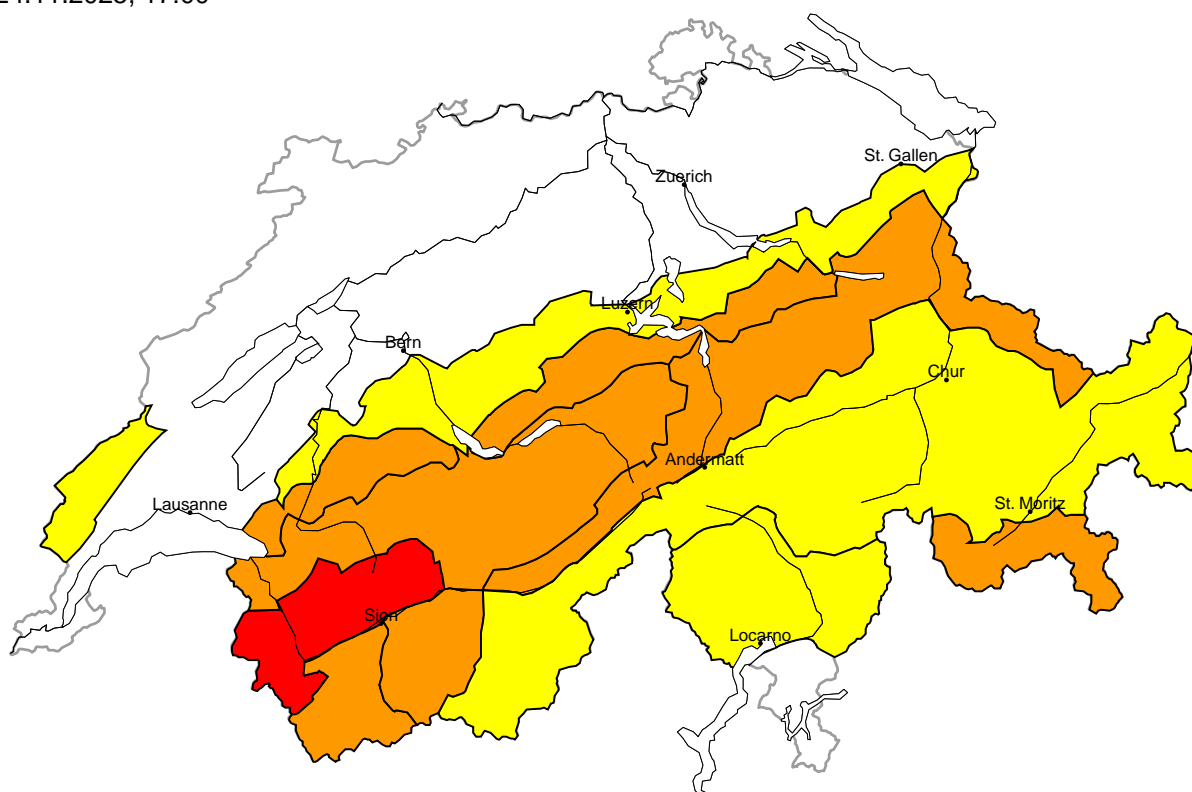 St. Gallen
Zuerich
Luzern
Bern
Chur
Andermatt
Lausanne
St. Moritz
Sion
Locarno